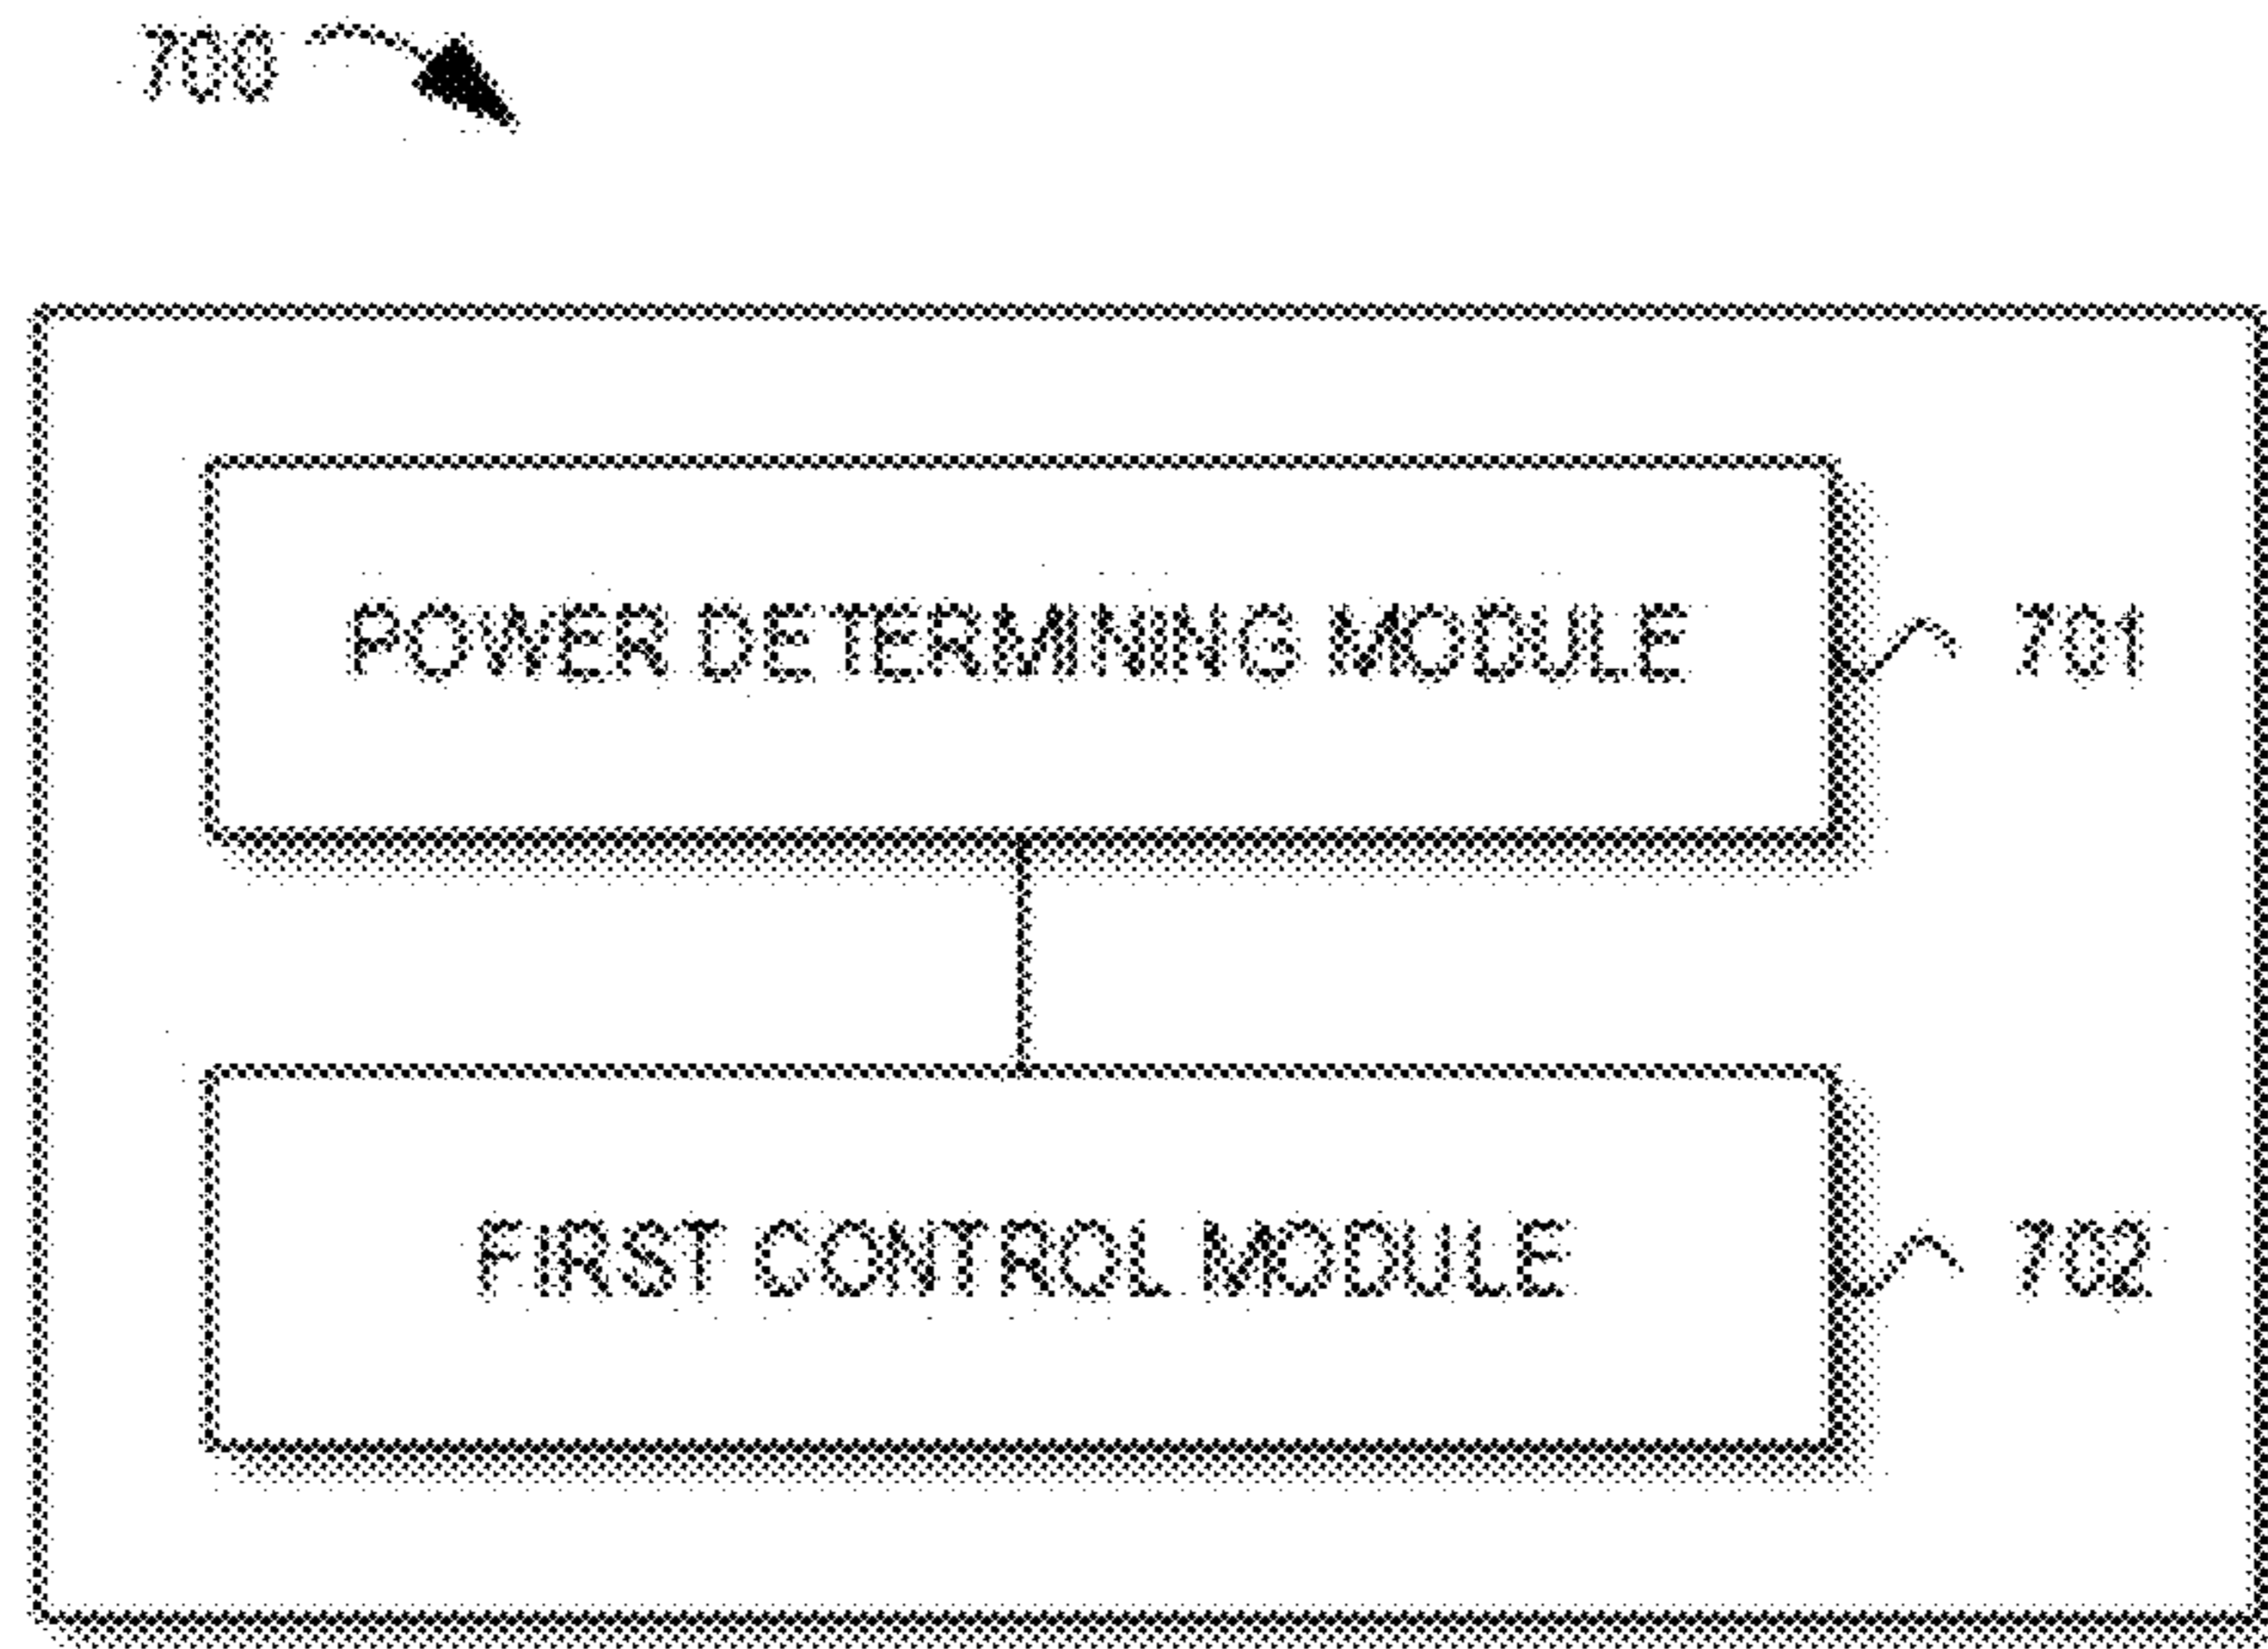 700
POWER DETERMINING MODULE
701
FIRST CONTROL MODULE
702